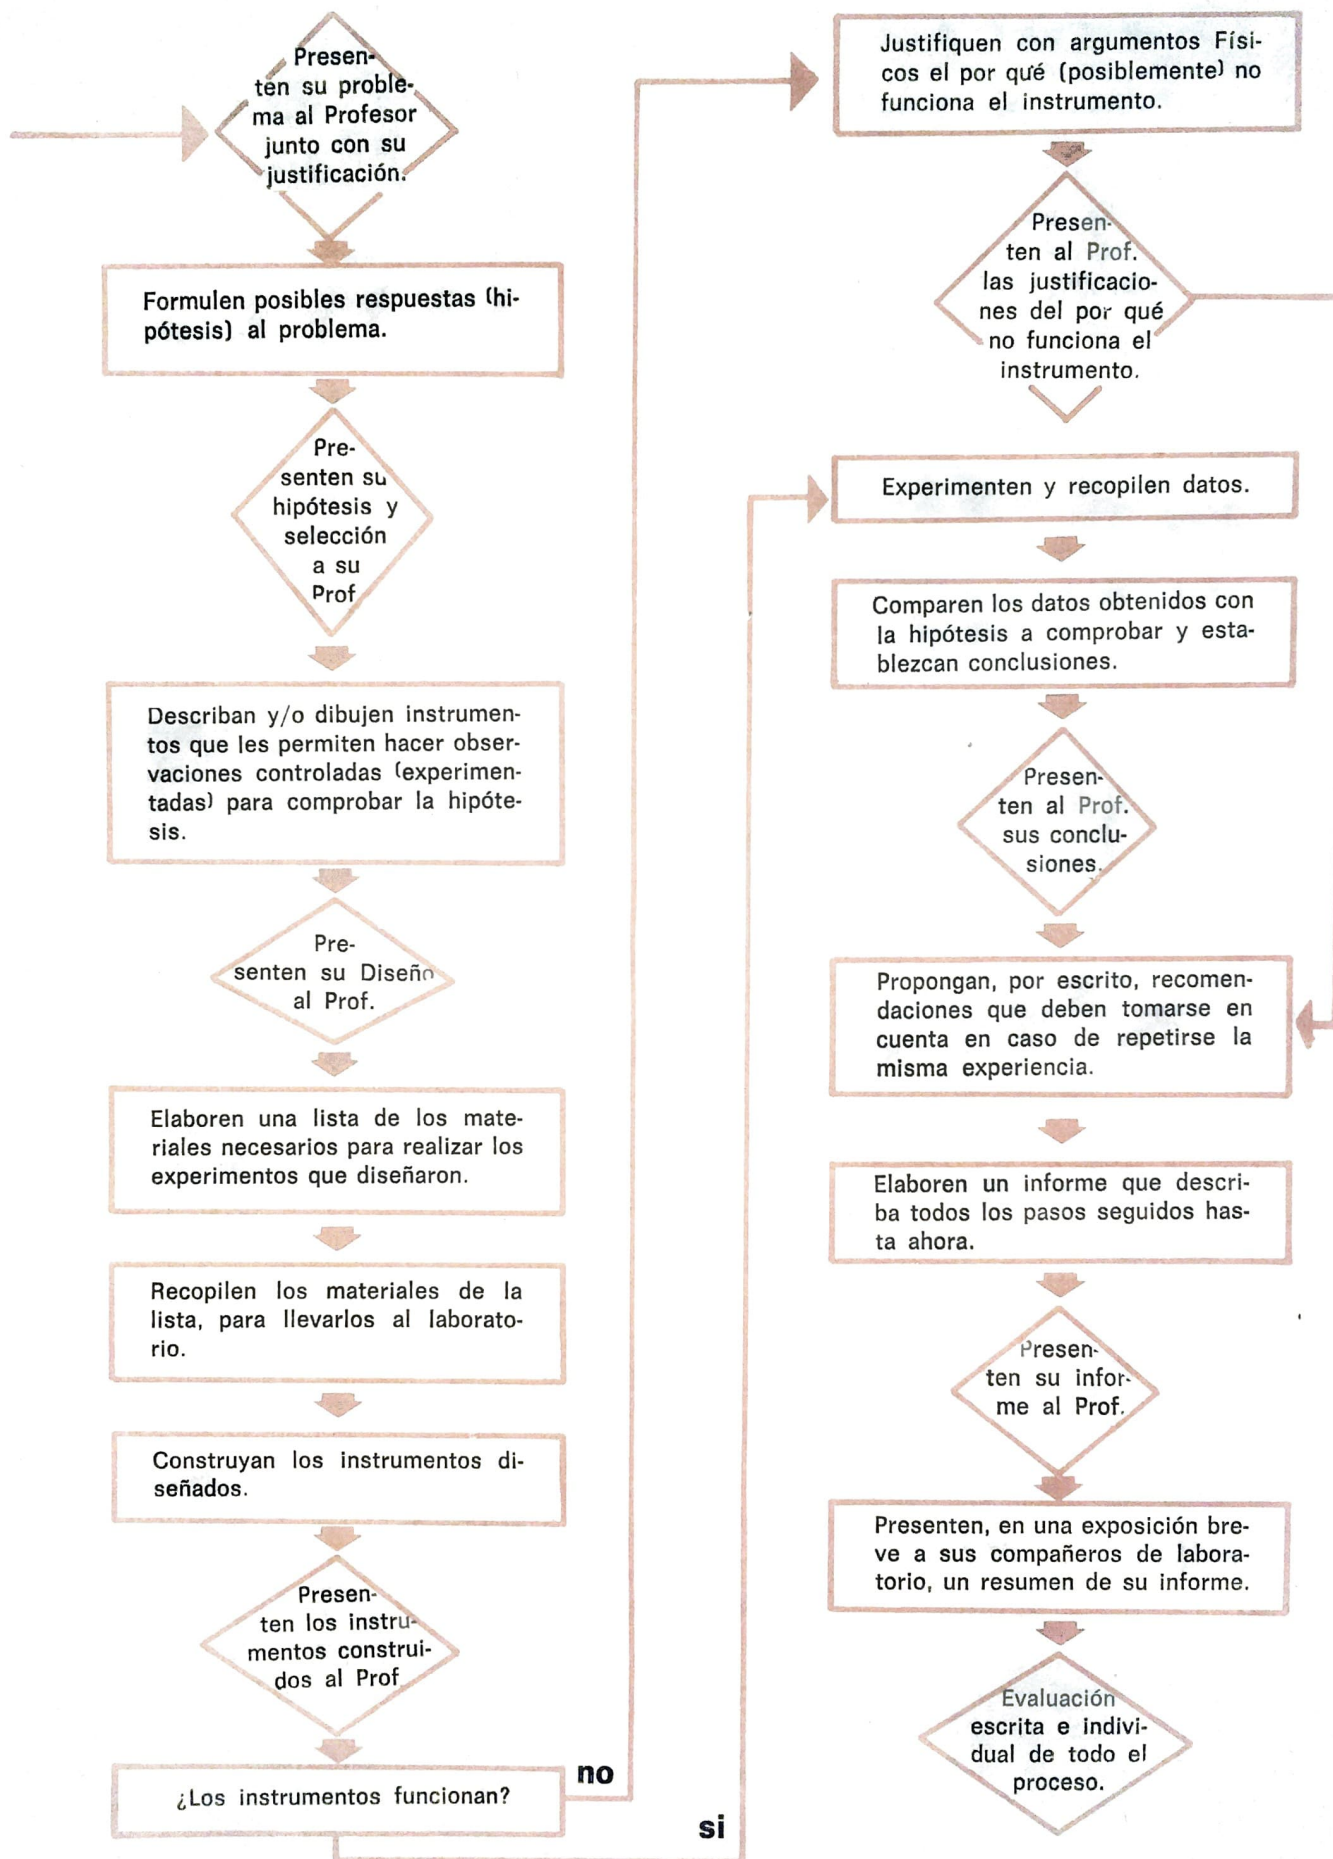 Presen-
ten su proble-
ma al Profesor
junto con su
justificación.
Formulen posibles respuestas (hi-
pótesis) al problema.
Pre-
senten su
hipótesis y
selección
a su
Prof
Describan y/o dibujen instrumen-
tos que les permiten hacer obser-
vaciones controladas (experimen-
tadas) para comprobar la hipóte-
sis.
Pre-
senten su Diseño
al Prof.
Elaboren una lista de los mate-
riales necesarios para realizar los
experimentos que diseñaron.
Recopilen los materiales de la
lista, para llevarlos al laborato-
rio.
Construyan los instrumentos di-
señados.
Presen-
ten los instru-
mentos construi-
dos al Prof
¿Los instrumentos funcionan?
no
si
Justifiquen con argumentos Físi-
cos el por qué (posiblemente) no
funciona el instrumento.
Presen-
ten al Prof.
las justificacio-
nes del por qué
no funciona el
instrumento.
Experimenten y recopilen datos.
Comparen los datos obtenidos con
la hipótesis a comprobar y esta-
blezcan conclusiones.
Presen-
ten al Prof.
sus conclu-
siones.
Propongan, por escrito, recomen-
daciones que deben tomarse en
cuenta en caso de repetirse la
misma experiencia.
Elaboren un informe que descri-
ba todos los pasos seguidos has-
ta ahora.
Presen-
ten su infor-
me al Prof.
Presenten, en una exposición bre-
ve a sus compañeros de labora-
torio, un resumen de su informe.
Evaluación
escrita e indivi-
dual de todo el
proceso.